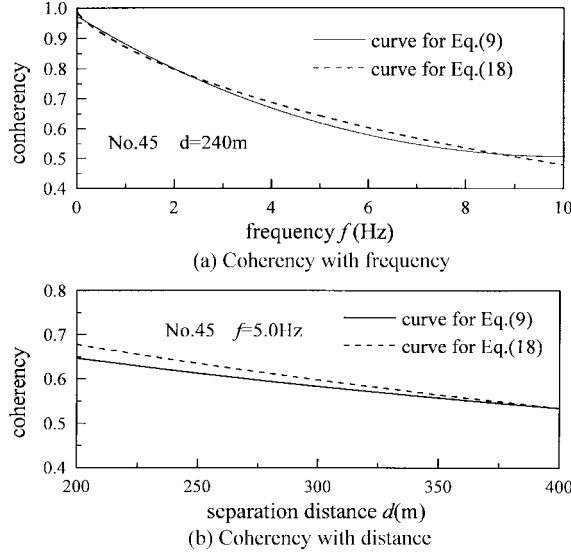 1.0
0.9
0.8
0.7
0.6
0.5
0.4
conherency
curve for Eq.(9)
curve for Eq.(18)
No.45 d=240m
0 2 4 6 8 10
frequency f (Hz)
(a) Coherency with frequency
0.8
0.7
0.6
0.5
0.4
coherency
No.45 f=5.0Hz
curve for Eq.(9)
curve for Eq.(18)
200 250 300 350 400
separation distance d(m)
(b) Coherency with distance